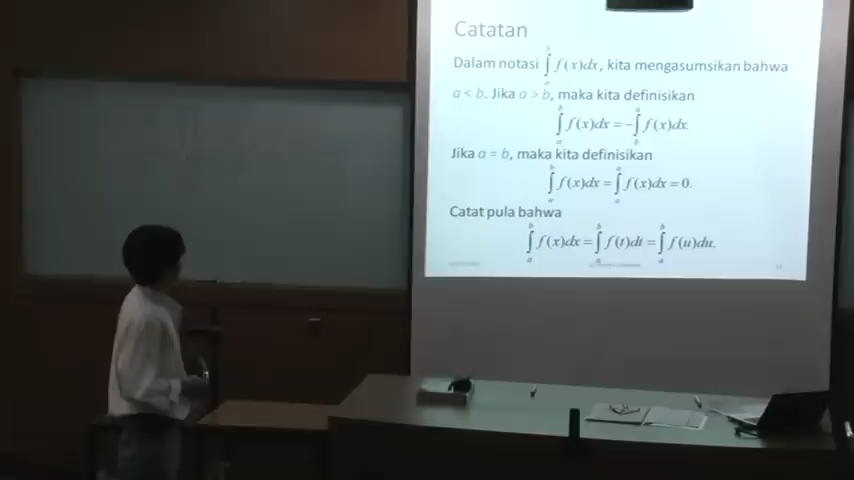 Catatan
Dalam notasi ∫_a^b f(x)dx, kita mengasumsikan bahwa
a < b. Jika a > b, maka kita definisikan
∫_a^b f(x)dx = -∫_b^a f(x)dx.
Jika a = b, maka kita definisikan
∫_a^b f(x)dx = ∫_a^a f(x)dx = 0.
Catat pula bahwa
∫_a^b f(x)dx = ∫_a^b f(t)dt = ∫_a^b f(u)du.